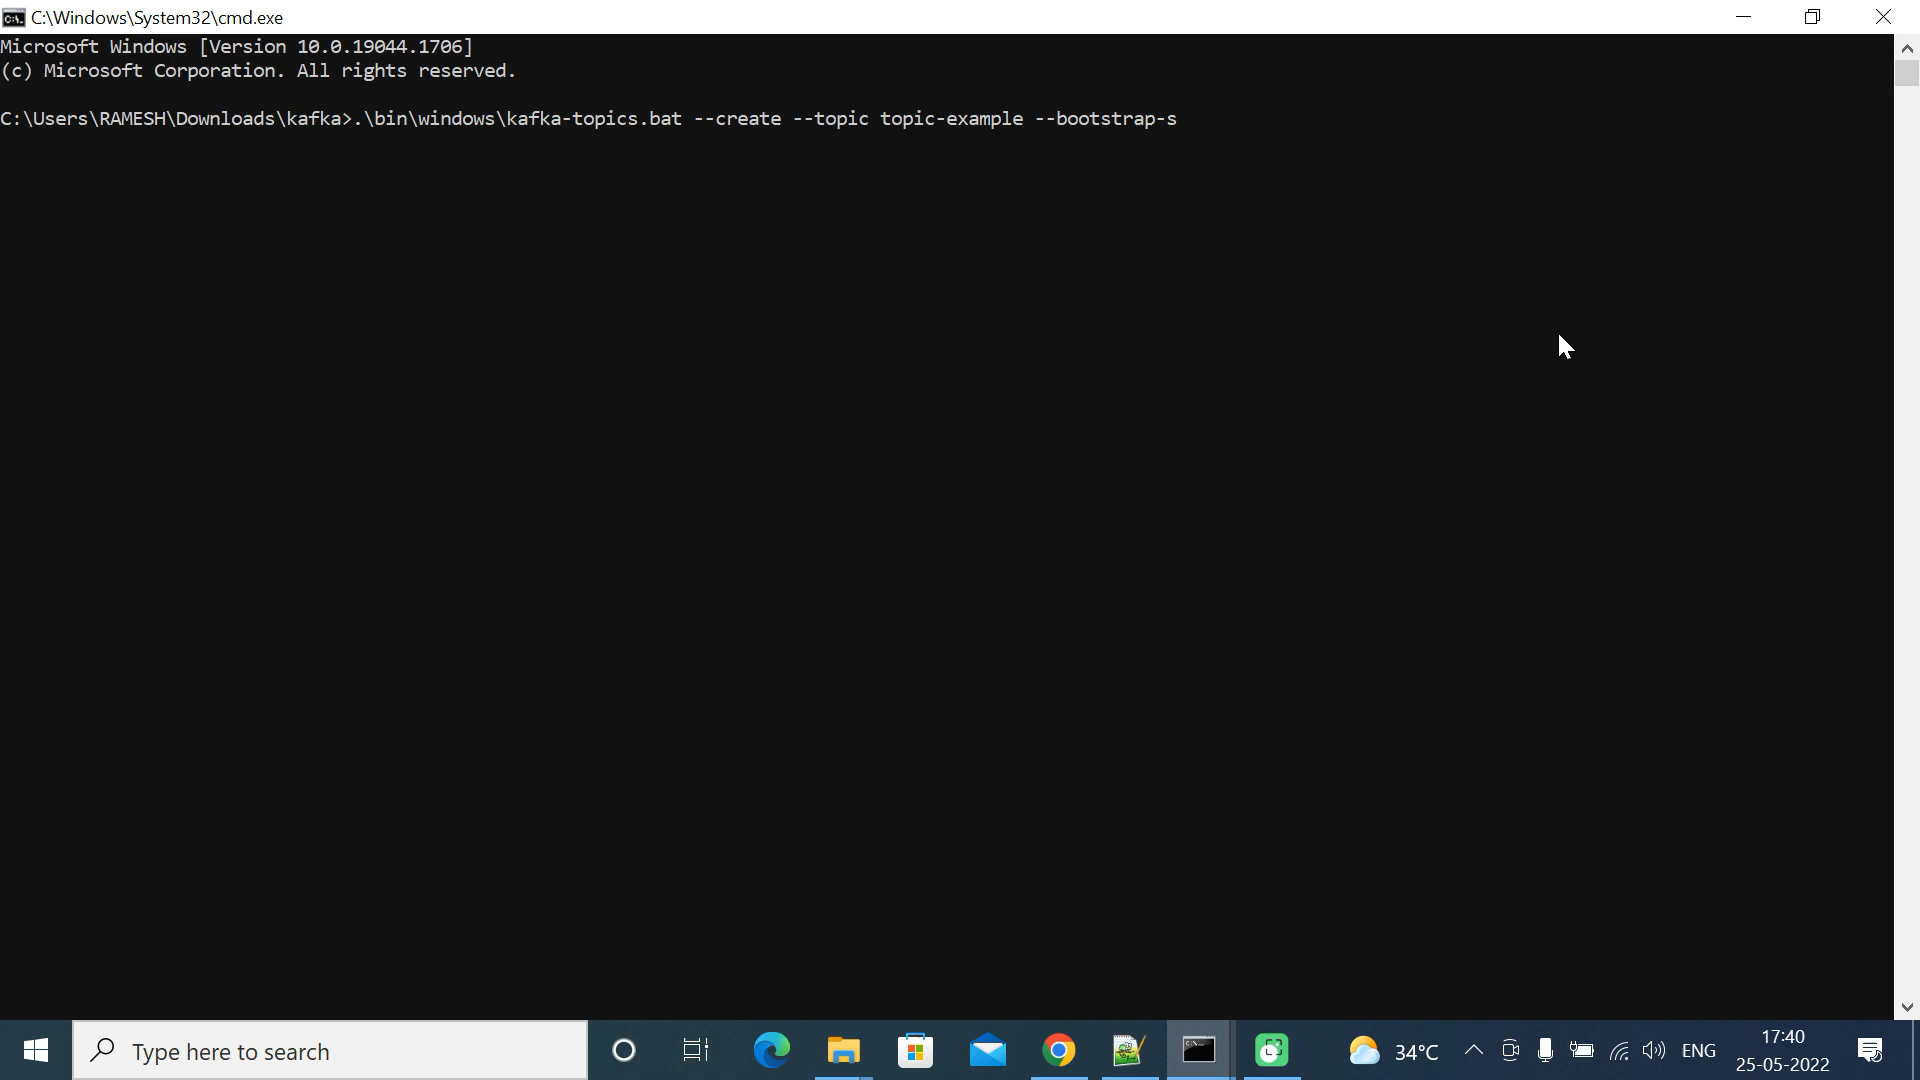 C:\Windows\System32\cmd.exe
Microsoft Windows [Version 10.0.19044.1706]
(c) Microsoft Corporation. All rights reserved.
C:\Users\RAMESH\Downloads\kafka>.\bin\windows\kafka-topics.bat --create --topic topic-example --bootstrap-s
Type here to search
34°C
ENG
17:40
25-05-2022